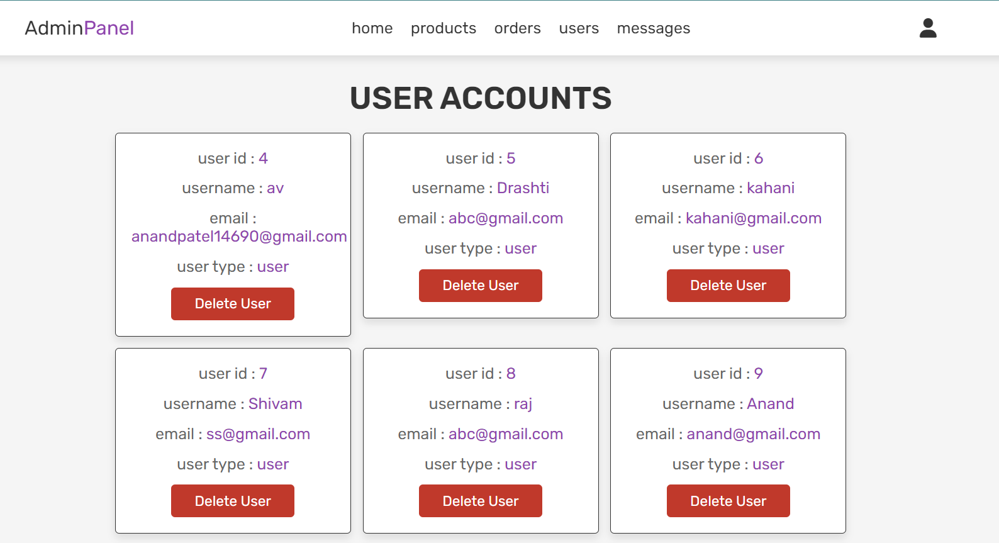 AdminPanel
home products orders users messages
USER ACCOUNTS
user id : 4
username : av
email :
anandpatel14690@gmail.com
user type : user
Delete User
user id : 5
username : Drashti
email : abc@gmail.com
user type : user
Delete User
user id : 6
username : kahani
email : kahani@gmail.com
user type : user
Delete User
user id : 7
username : Shivam
email : ss@gmail.com
user type : user
Delete User
user id : 8
username : raj
email : abc@gmail.com
user type : user
Delete User
user id : 9
username : Anand
email : anand@gmail.com
user type : user
Delete User